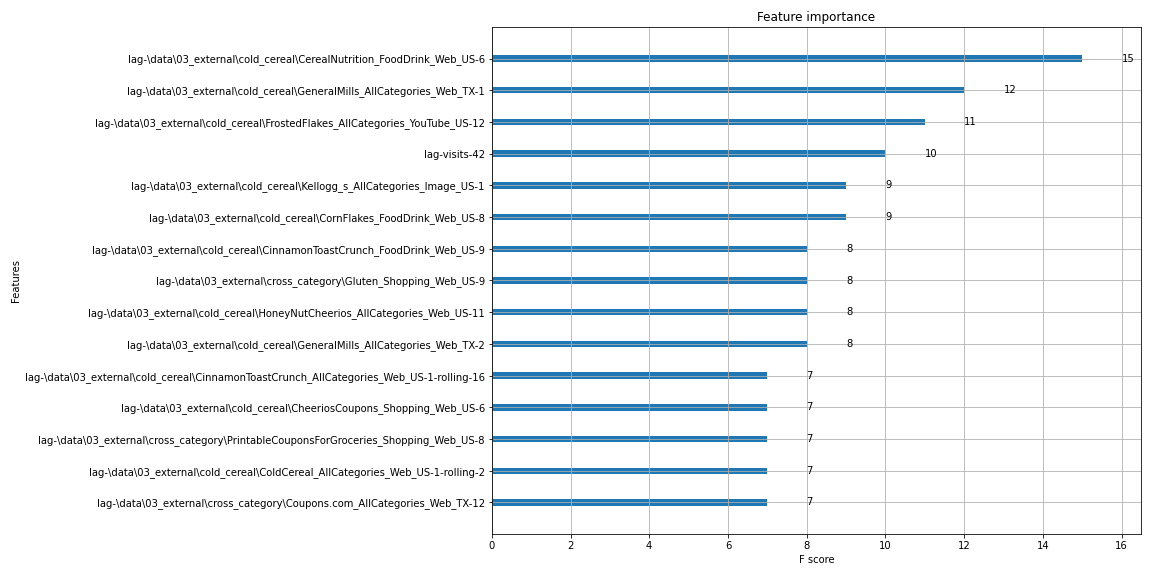 Feature importance
lag-\data\03_external\cold_cereal\CerealNutrition_FoodDrink_Web_US-6 15
lag-\data\03_external\cold_cereal\GeneralMills_AllCategories_Web_TX-1 12
lag-\data\03_external\cold_cereal\FrostedFlakes_AllCategories_YouTube_US-12 11
lag-visits-42 10
lag-\data\03_external\cold_cereal\Kellogg_s_AllCategories_Image_US-1 9
lag-\data\03_external\cold_cereal\CornFlakes_FoodDrink_Web_US-8 9
lag-\data\03_external\cold_cereal\CinnamonToastCrunch_FoodDrink_Web_US-9 8
lag-\data\03_external\cross_category\Gluten_Shopping_Web_US-9 8
lag-\data\03_external\cold_cereal\HoneyNutCheerios_AllCategories_Web_US-11 8
lag-\data\03_external\cold_cereal\GeneralMills_AllCategories_Web_TX-2 8
lag-\data\03_external\cold_cereal\CinnamonToastCrunch_AllCategories_Web_US-1-rolling-16 7
lag-\data\03_external\cold_cereal\CheeriosCoupons_Shopping_Web_US-6 7
lag-\data\03_external\cross_category\PrintableCouponsForGroceries_Shopping_Web_US-8 7
lag-\data\03_external\cold_cereal\ColdCereal_AllCategories_Web_US-1-rolling-2 7
lag-\data\03_external\cross_category\Coupons.com_AllCategories_Web_TX-12 7
Features
0 2 4 6 8 10 12 14 16
F score